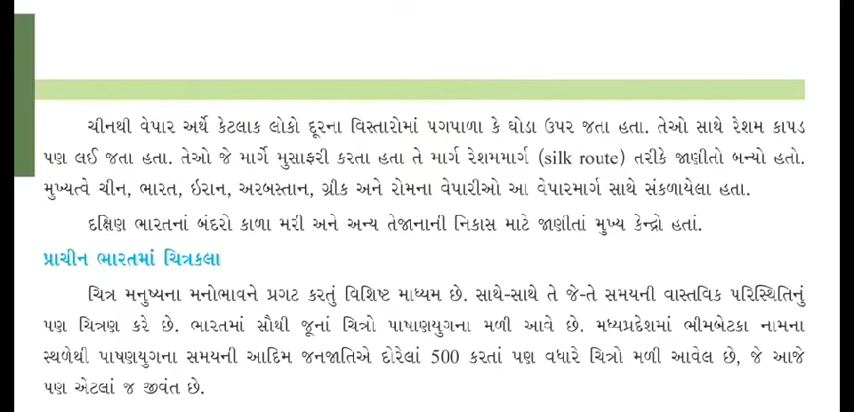 ચીનથી વેપાર અર્થે કેટલાક લોકો દૂરના વિસ્તારોમાં પગપાળા કે ઘોડા ઉપર જતા હતા. તેઓ સાથે રેશમ કાપડ
પણ લઈ જતા હતા. તેઓ જે માર્ગે મુસાફરી કરતા હતા તે માર્ગ રેશમમાર્ગ (silk route) તરીકે જાણીતો બન્યો હતો.
મુખ્યત્વે ચીન, ભારત, ઇરાન, અરબસ્તાન, ગ્રીક અને રોમના વેપારીઓ આ વેપારમાર્ગ સાથે સંકળાયેલા હતા.
દક્ષિણ ભારતનાં બંદરો કાળા મરી અને અન્ય તેજાનાની નિકાસ માટે જાણીતાં મુખ્ય કેન્દ્રો હતાં.
પ્રાચીન ભારતમાં ચિત્રકલા
ચિત્ર મનુષ્યના મનોભાવને પ્રગટ કરતું વિશિષ્ટ માધ્યમ છે. સાથે-સાથે તે જે-તે સમયની વાસ્તવિક પરિસ્થિતિનું
પણ ચિત્રણ કરે છે. ભારતમાં સૌથી જૂનાં ચિત્રો પાષાણયુગના મળી આવે છે. મધ્યપ્રદેશમાં ભીમબેટકા નામના
સ્થળેથી પાષણયુગના સમયની આદિમ જનજાતિએ દોરેલાં 500 કરતાં પણ વધારે ચિત્રો મળી આવેલ છે, જે આજે
પણ એટલાં જ જીવંત છે.